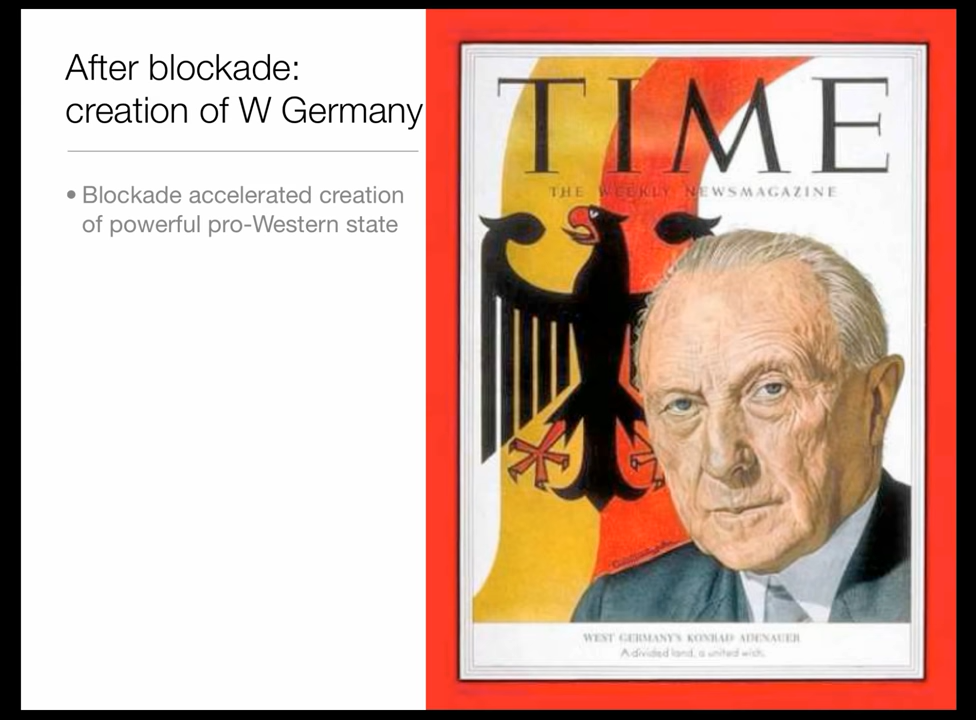 After blockade:
creation of W Germany
• Blockade accelerated creation
of powerful pro-Western state
TIME
THE WEEKLY NEWSMAGAZINE
WEST GERMANY'S KONRAD ADENAUER
A divided land, a united wish.